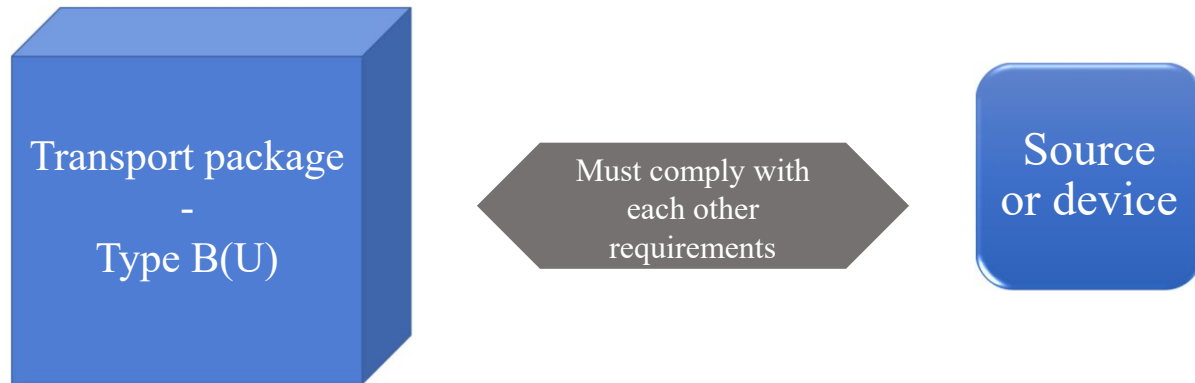 Transport package
-
Type B(U)
Must comply with
each other
requirements
Source
or device